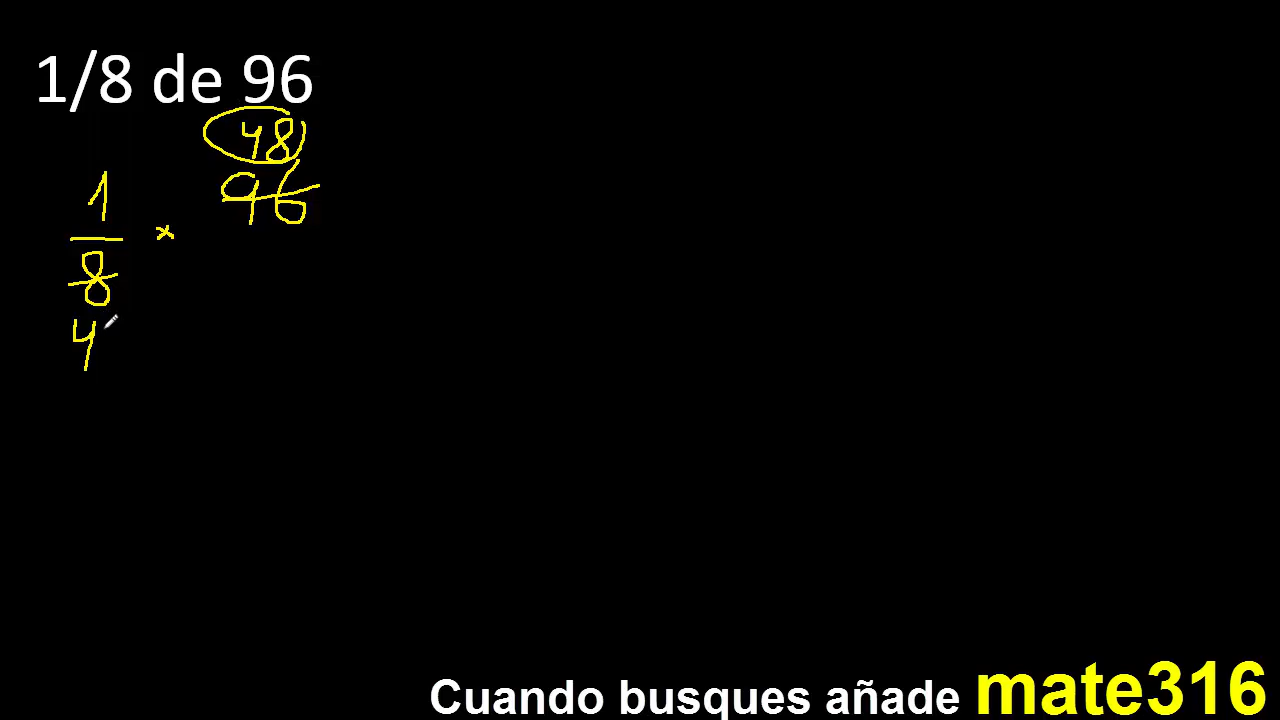 1/8 de 96
48
1 × 96
8
4
Cuando busques añade mate316